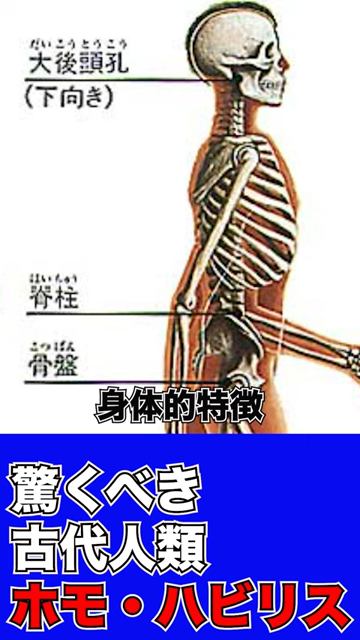 だいこうとうこう
大後頭孔
(下向き)
はいちゅう
脊柱
こつばん
骨盤
身体的特徴
驚くべき
古代人類
ホモ・ハビリス